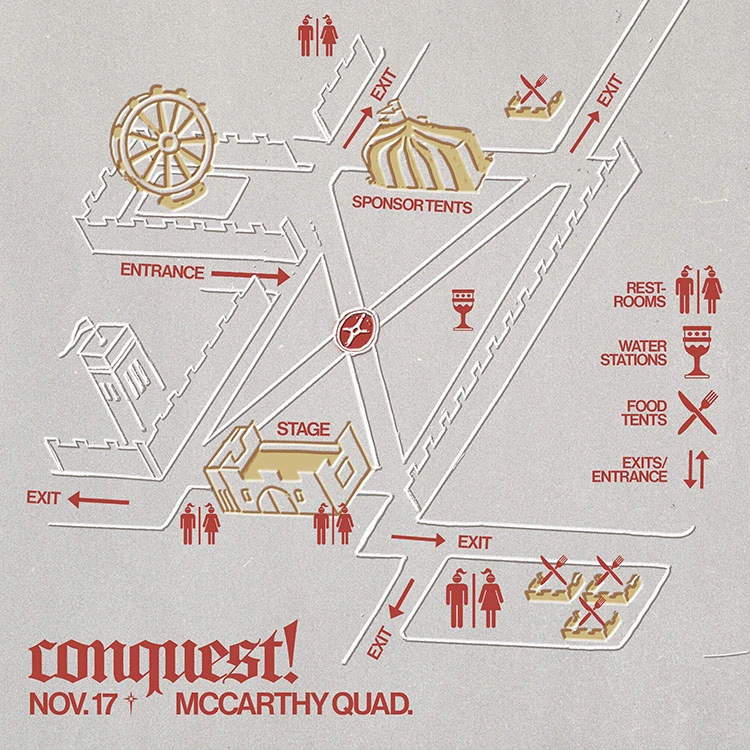 EXIT
EXIT
SPONSOR TENTS
ENTRANCE
REST-
ROOMS
WATER
STATIONS
FOOD
TENTS
EXITS/
ENTRANCE
STAGE
EXIT
EXIT
EXIT
conquest!
NOV. 17 MCCARTHY QUAD.